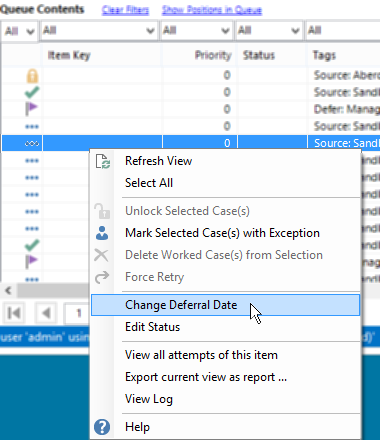 Queue Contents Clear Filters Show Positions in Queue
All All All All All
Item Key Priority Status Tags
0 Source: Aberd
0 Source: Sandl
0 Defer: Manag
0 Source: Sandl
0 Source: Sandl
Refresh View
Select All
Unlock Selected Case(s)
Mark Selected Case(s) with Exception
Delete Worked Case(s) from Selection
Force Retry
1 Change Deferral Date
Edit Status
user 'admin' usin
View all attempts of this item
Export current view as report ...
View Log
Help